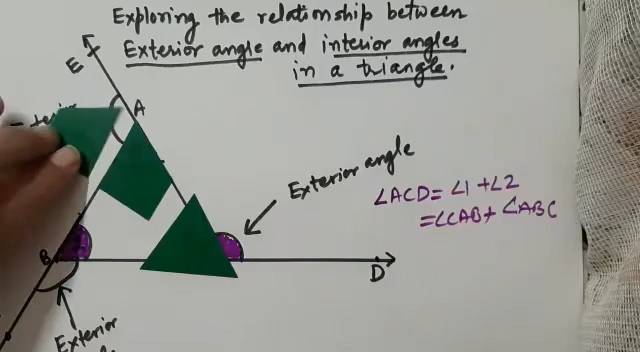 Exploring the relationship between
Exterior angle and interior angles
in a triangle.
E
A
Exterior angle
∠ACD = ∠1 + ∠2
= ∠CAB + ∠ABC
B
D
Exterior